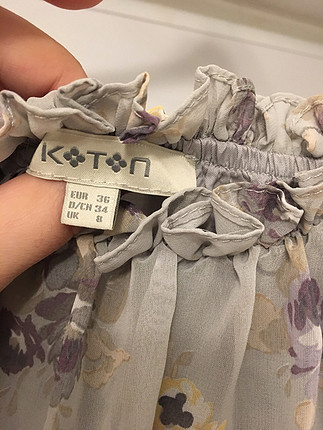 KOTON
EUR 36
D/CH 34
UK 8